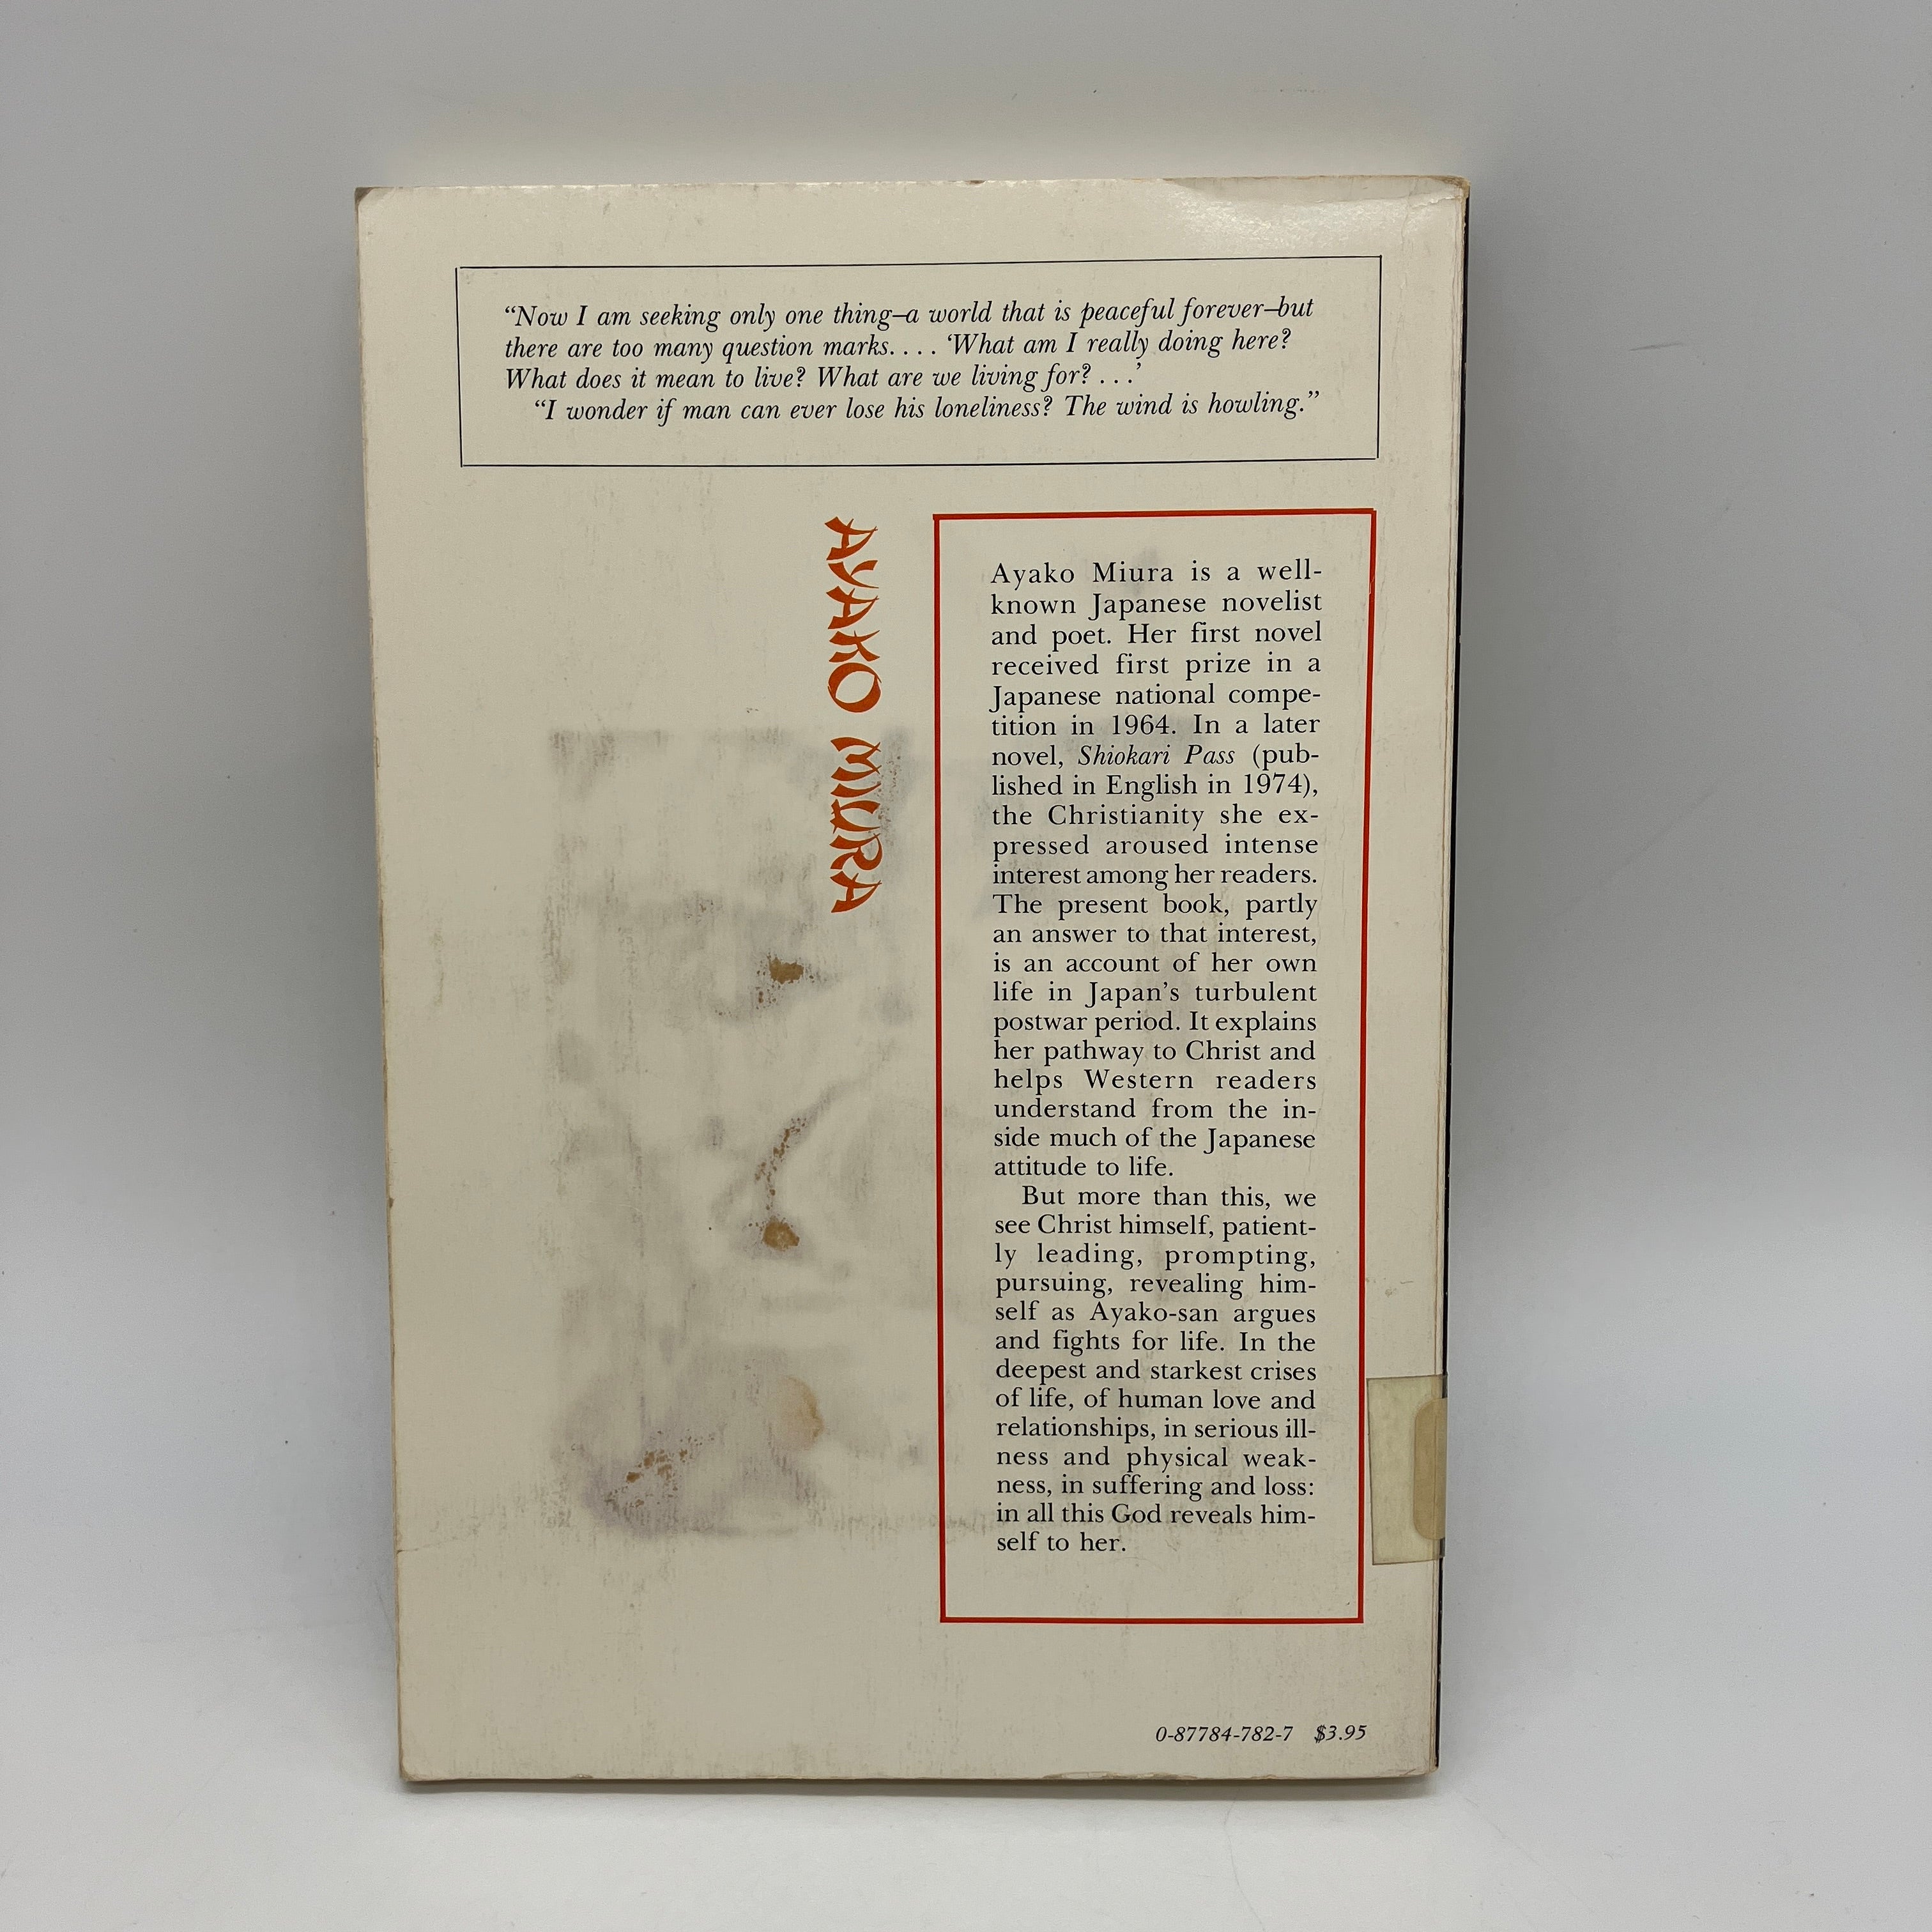 “Now I am seeking only one thing—a world that is peaceful forever—but
there are too many question marks. . . . ‘What am I really doing here?
What does it mean to live? What are we living for? . . .’
“I wonder if man can ever lose his loneliness? The wind is howling.”
AYAKO MIURA
Ayako Miura is a well-
known Japanese novelist
and poet. Her first novel
received first prize in a
Japanese national compe-
tition in 1964. In a later
novel, Shiokari Pass (pub-
lished in English in 1974),
the Christianity she ex-
pressed aroused intense
interest among her readers.
The present book, partly
an answer to that interest,
is an account of her own
life in Japan’s turbulent
postwar period. It explains
her pathway to Christ and
helps Western readers
understand from the in-
side much of the Japanese
attitude to life.
But more than this, we
see Christ himself, patient-
ly leading, prompting,
pursuing, revealing him-
self as Ayako-san argues
and fights for life. In the
deepest and starkest crises
of life, of human love and
relationships, in serious ill-
ness and physical weak-
ness, in suffering and loss:
in all this God reveals him-
self to her.
0-87784-782-7 $3.95